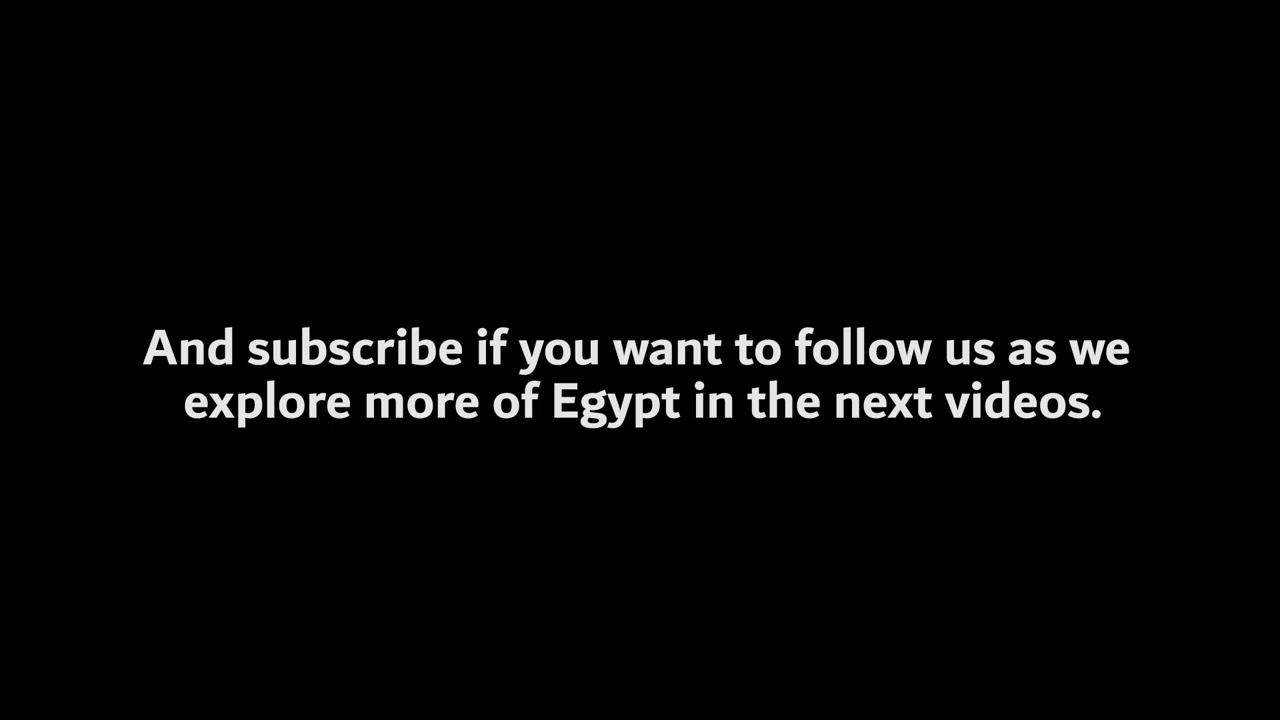 And subscribe if you want to follow us as we
explore more of Egypt in the next videos.